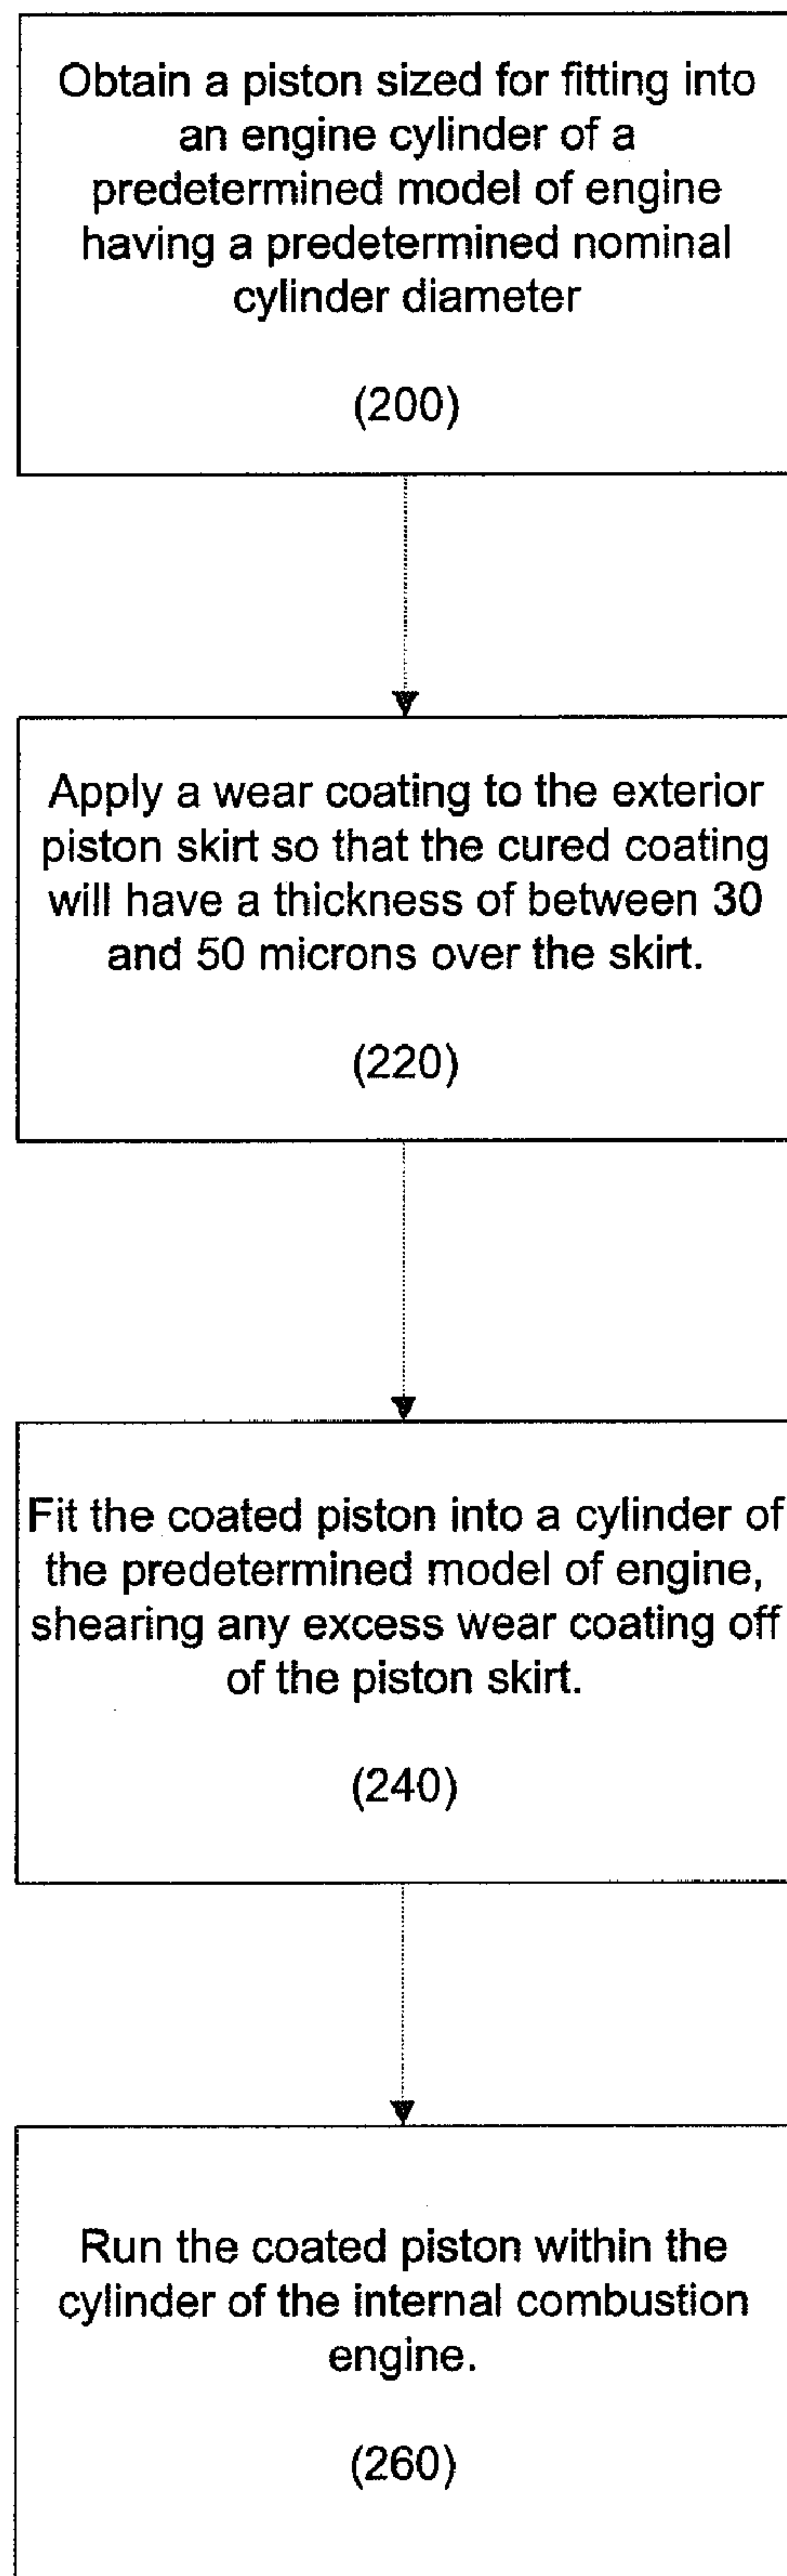 Obtain a piston sized for fitting into
an engine cylinder of a
predetermined model of engine
having a predetermined nominal
cylinder diameter
(200)
Apply a wear coating to the exterior
piston skirt so that the cured coating
will have a thickness of between 30
and 50 microns over the skirt.
(220)
Fit the coated piston into a cylinder of
the predetermined model of engine,
shearing any excess wear coating off
of the piston skirt.
(240)
Run the coated piston within the
cylinder of the internal combustion
engine.
(260)